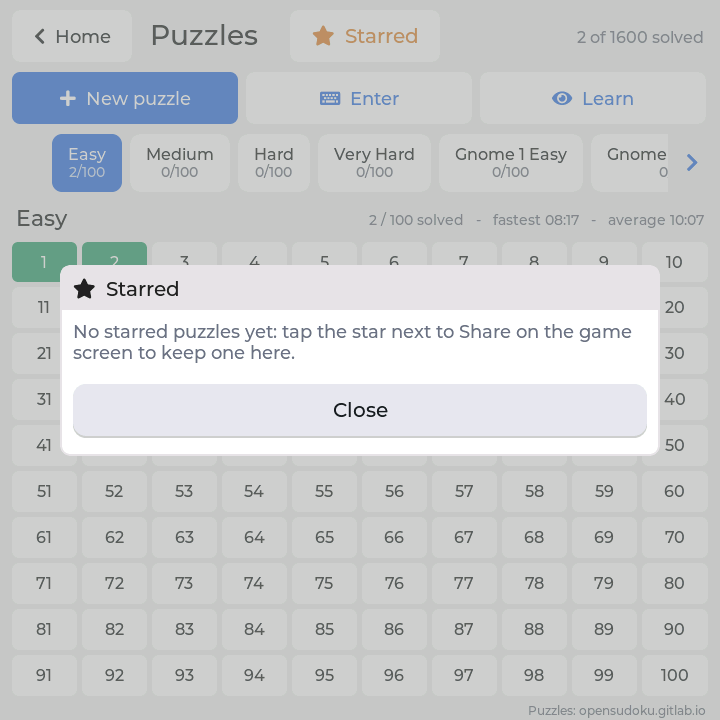 Home
Puzzles
Starred
2 of 1600 solved
New puzzle
Enter
Learn
Easy
2/100
Medium
0/100
Hard
0/100
Very Hard
0/100
Gnome 1 Easy
0/100
Gnome
0
Easy
2 / 100 solved - fastest 08:17 - average 10:07
1 2 3 4 5 6 7 8 9 10
Starred
No starred puzzles yet: tap the star next to Share on the game
screen to keep one here.
Close
11 20
21 30
31 40
41 50
51 52 53 54 55 56 57 58 59 60
61 62 63 64 65 66 67 68 69 70
71 72 73 74 75 76 77 78 79 80
81 82 83 84 85 86 87 88 89 90
91 92 93 94 95 96 97 98 99 100
Puzzles: opensudoku.gitlab.io